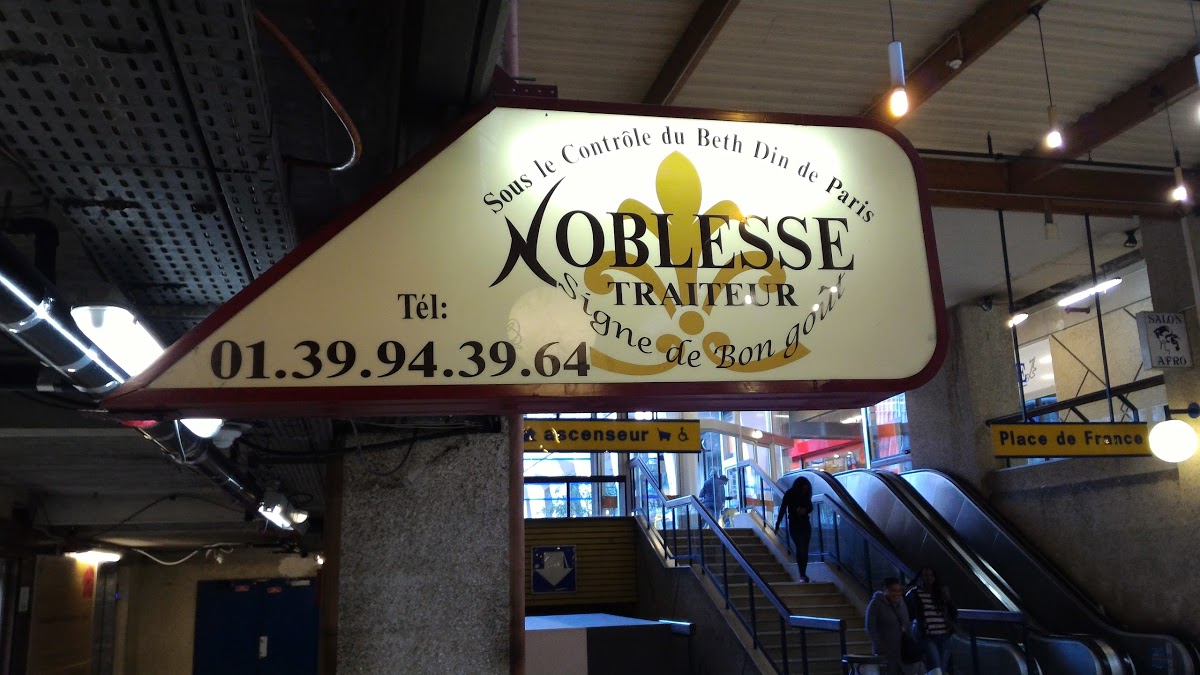 Sous le Contrôle du Beth Din de Paris
NOBLESSE
TRAITEUR
Signe de Bon goût
Tél:
01.39.94.39.64
ascenseur
Place de France
SALON
AFRO